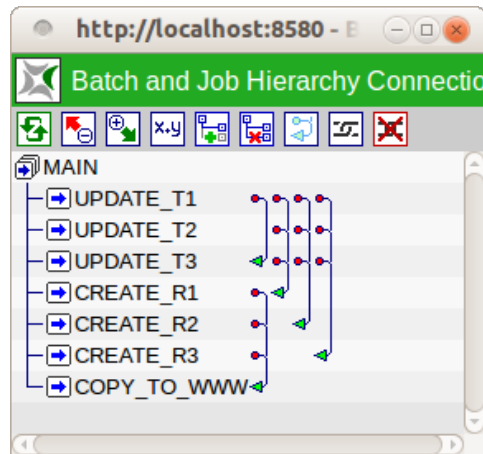 http://localhost:8580 - B
Batch and Job Hierarchy Connectio
x+y
MAIN
UPDATE_T1
UPDATE_T2
UPDATE_T3
CREATE_R1
CREATE_R2
CREATE_R3
COPY_TO_WWW